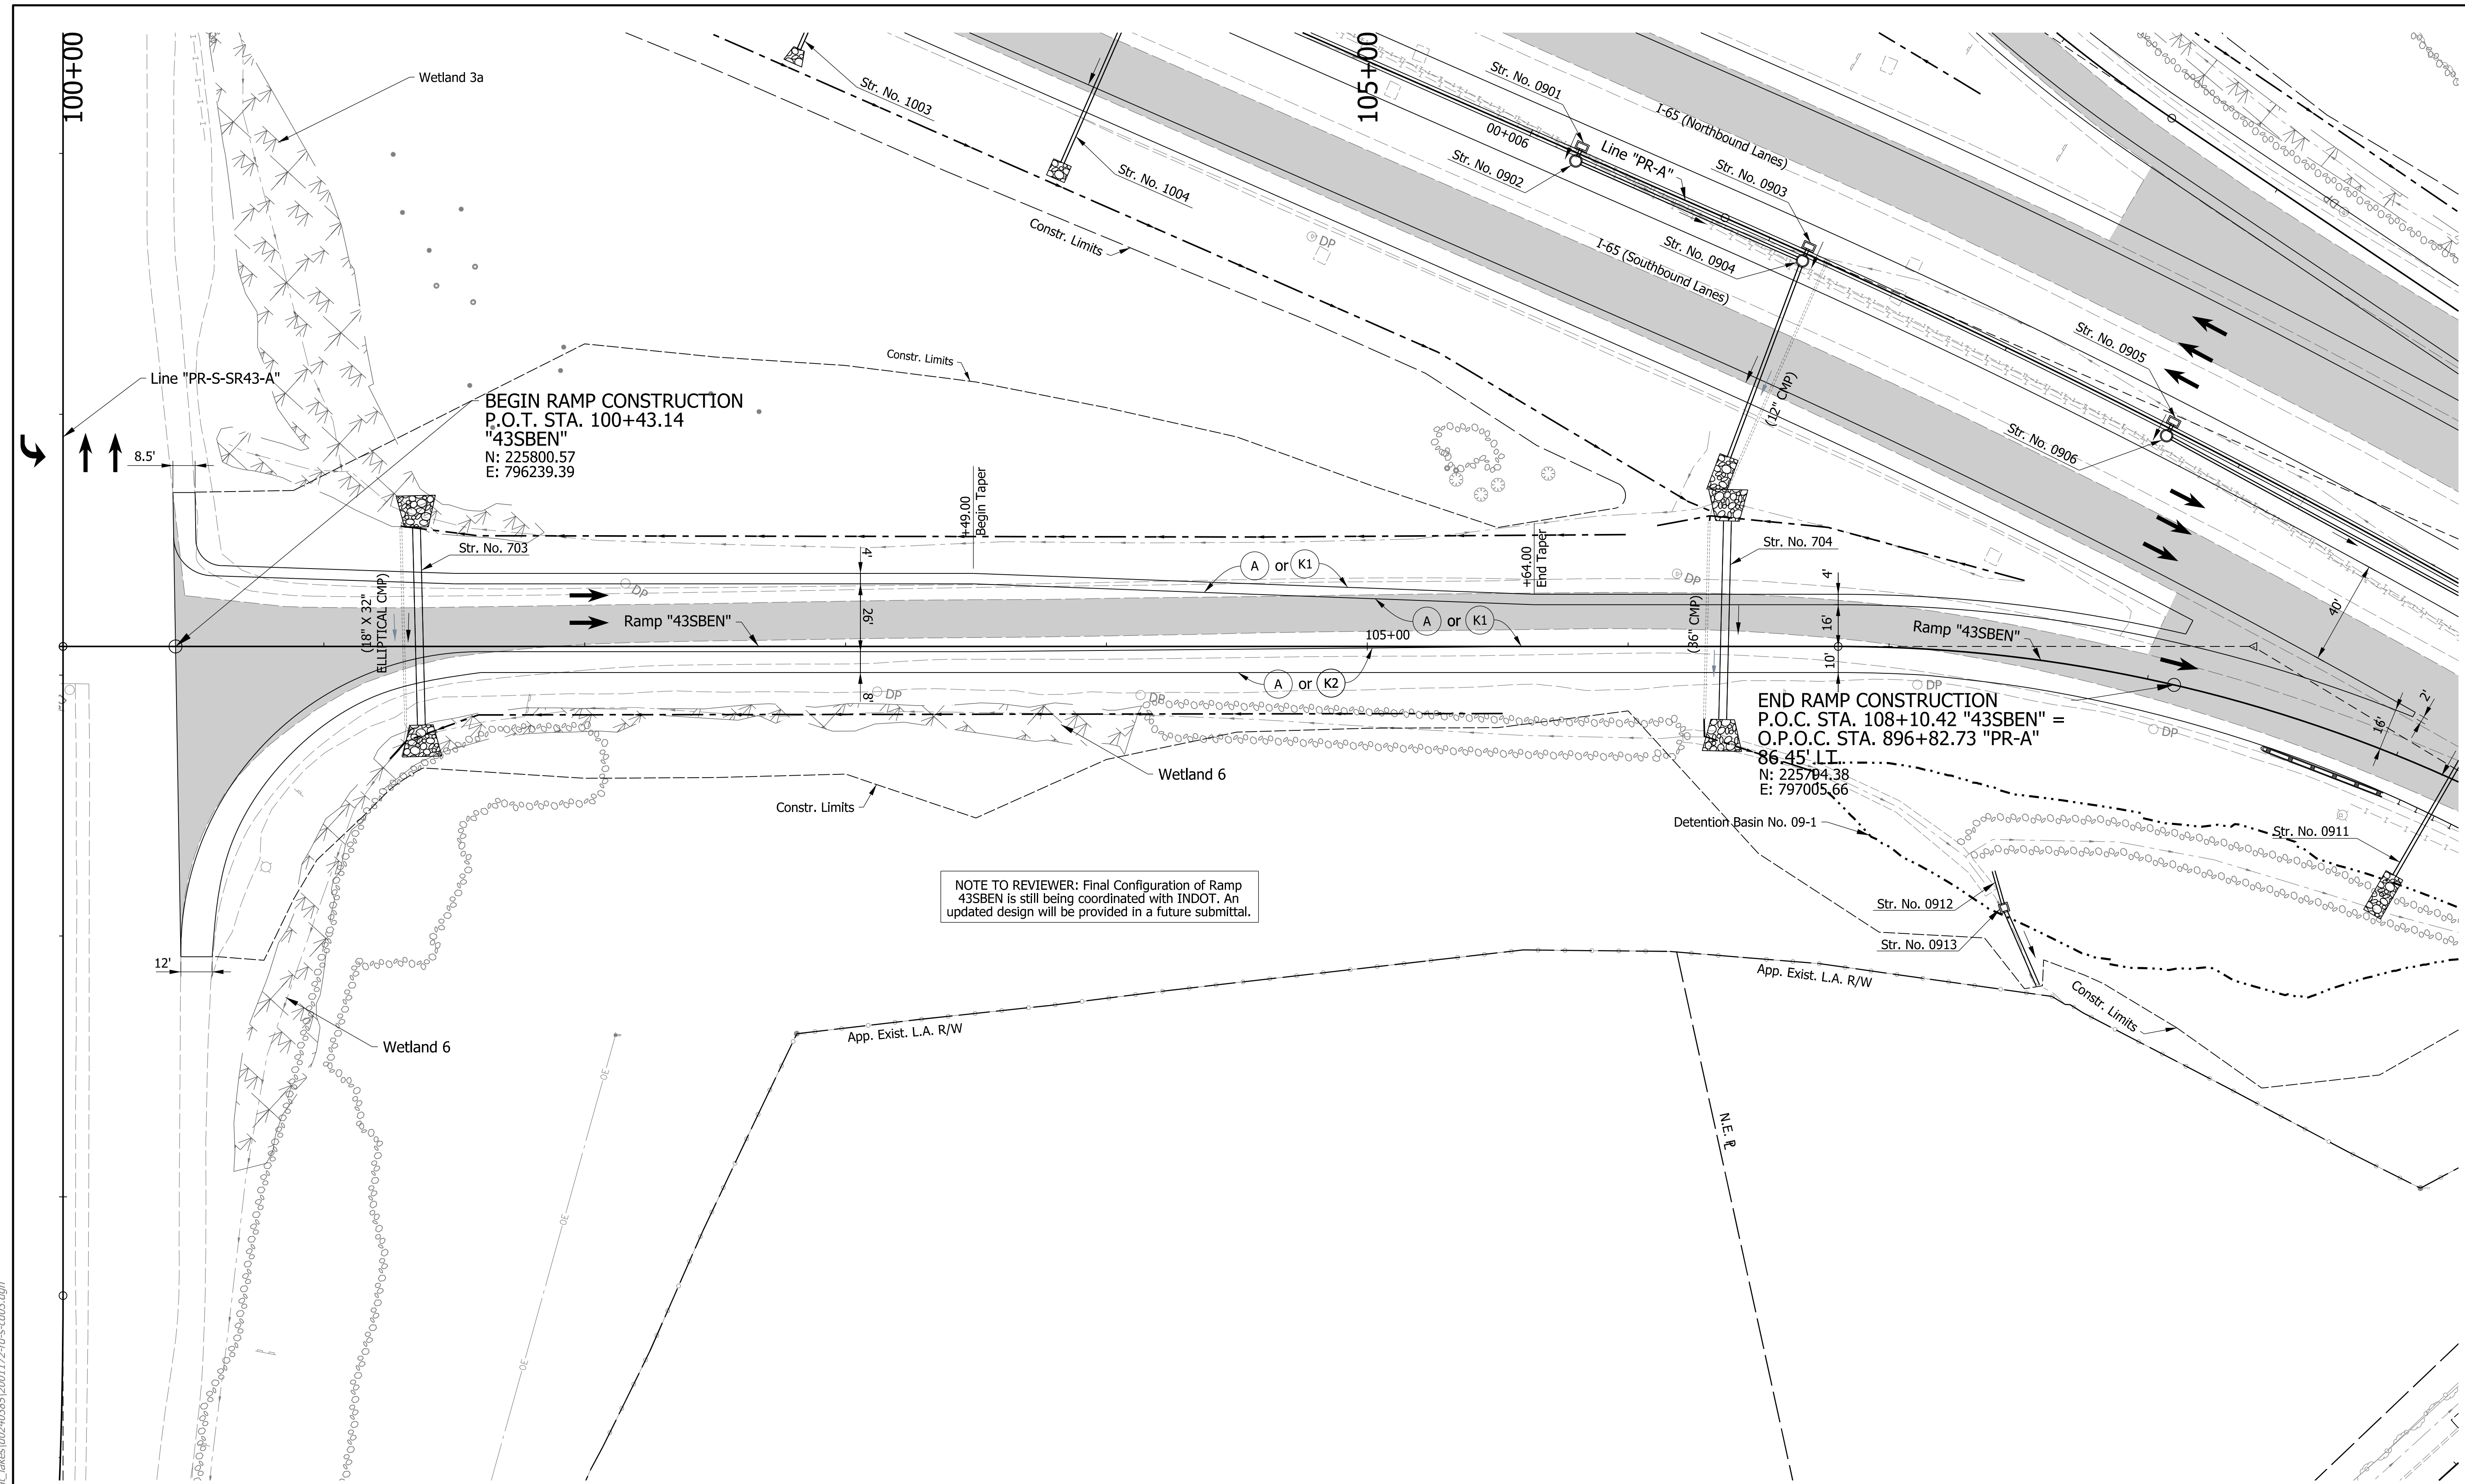 100+00
105+00
Wetland 3a
Str. No. 1003
Str. No. 1004
Constr. Limits
Str. No. 0901
00+006
Str. No. 0902
Line "PR-A"
I-65 (Northbound Lanes)
Str. No. 0903
Str. No. 0904
I-65 (Southbound Lanes)
DP
DP
Str. No. 0905
Str. No. 0906
(12" CMP)
Constr. Limits
Line "PR-S-SR43-A"
8.5'
BEGIN RAMP CONSTRUCTION
P.O.T. STA. 100+43.14
"43SBEN"
N: 225800.57
E: 796239.39
+49.00
Begin Taper
+64.00
End Taper
Str. No. 703
Str. No. 704
4'
A or K1
DP
DP
4'
(18" X 32"
ELLIPTICAL CMP)
26'
Ramp "43SBEN"
A or K1
105+00
(36" CMP)
16'
Ramp "43SBEN"
40'
10'
A or K2
8'
DP
DP
DP
2'
16'
END RAMP CONSTRUCTION
P.O.C. STA. 108+10.42 "43SBEN" =
O.P.O.C. STA. 896+82.73 "PR-A"
86.45' LT.
N: 225794.38
E: 797005.66
DP
Wetland 6
Constr. Limits
Detention Basin No. 09-1
Str. No. 0911
NOTE TO REVIEWER: Final Configuration of Ramp
43SBEN is still being coordinated with INDOT. An
updated design will be provided in a future submittal.
Str. No. 0912
Str. No. 0913
12'
App. Exist. L.A. R/W
App. Exist. L.A. R/W
Constr. Limits
Wetland 6
OE
OE
OE
N.E. PL